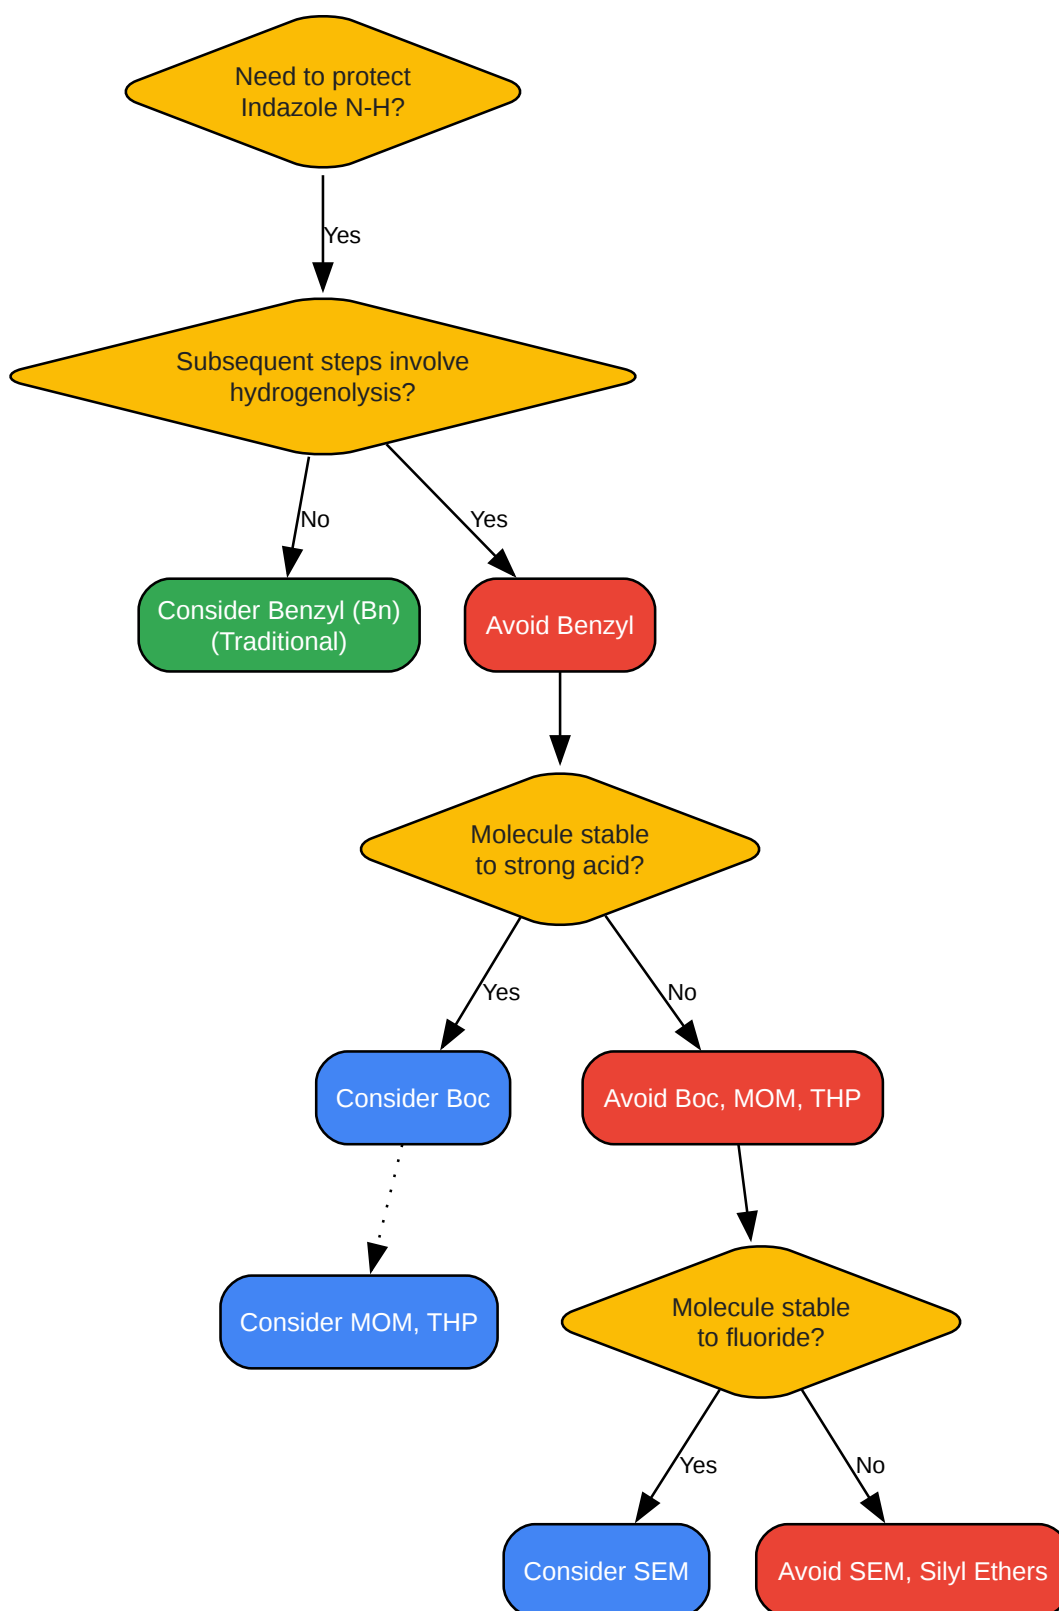 Need to protect
Indazole N-H?
Yes
Subsequent steps involve
hydrogenolysis?
No
Yes
Consider Benzyl (Bn)
(Traditional)
Avoid Benzyl
Molecule stable
to strong acid?
Yes
No
Consider Boc
Avoid Boc, MOM, THP
Consider MOM, THP
Molecule stable
to fluoride?
Yes
No
Consider SEM
Avoid SEM, Silyl Ethers